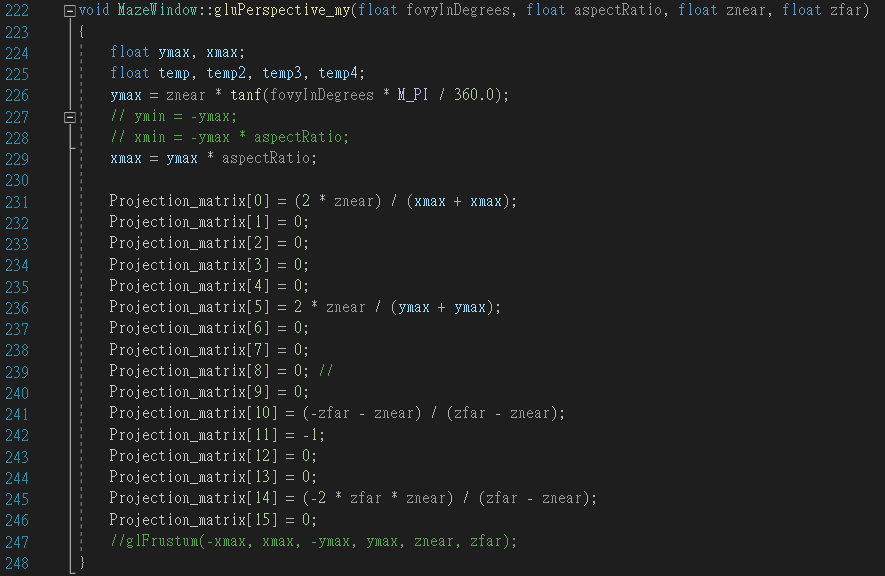 222 void MazeWindow::gluPerspective_my(float fovyInDegrees, float aspectRatio, float znear, float zfar)
223 {
224 float ymax, xmax;
225 float temp, temp2, temp3, temp4;
226 ymax = znear * tanf(fovyInDegrees * M_PI / 360.0);
227 // ymin = -ymax;
228 // xmin = -ymax * aspectRatio;
229 xmax = ymax * aspectRatio;
230
231 Projection_matrix[0] = (2 * znear) / (xmax + xmax);
232 Projection_matrix[1] = 0;
233 Projection_matrix[2] = 0;
234 Projection_matrix[3] = 0;
235 Projection_matrix[4] = 0;
236 Projection_matrix[5] = 2 * znear / (ymax + ymax);
237 Projection_matrix[6] = 0;
238 Projection_matrix[7] = 0;
239 Projection_matrix[8] = 0; //
240 Projection_matrix[9] = 0;
241 Projection_matrix[10] = (-zfar - znear) / (zfar - znear);
242 Projection_matrix[11] = -1;
243 Projection_matrix[12] = 0;
244 Projection_matrix[13] = 0;
245 Projection_matrix[14] = (-2 * zfar * znear) / (zfar - znear);
246 Projection_matrix[15] = 0;
247 //glFrustum(-xmax, xmax, -ymax, ymax, znear, zfar);
248 }